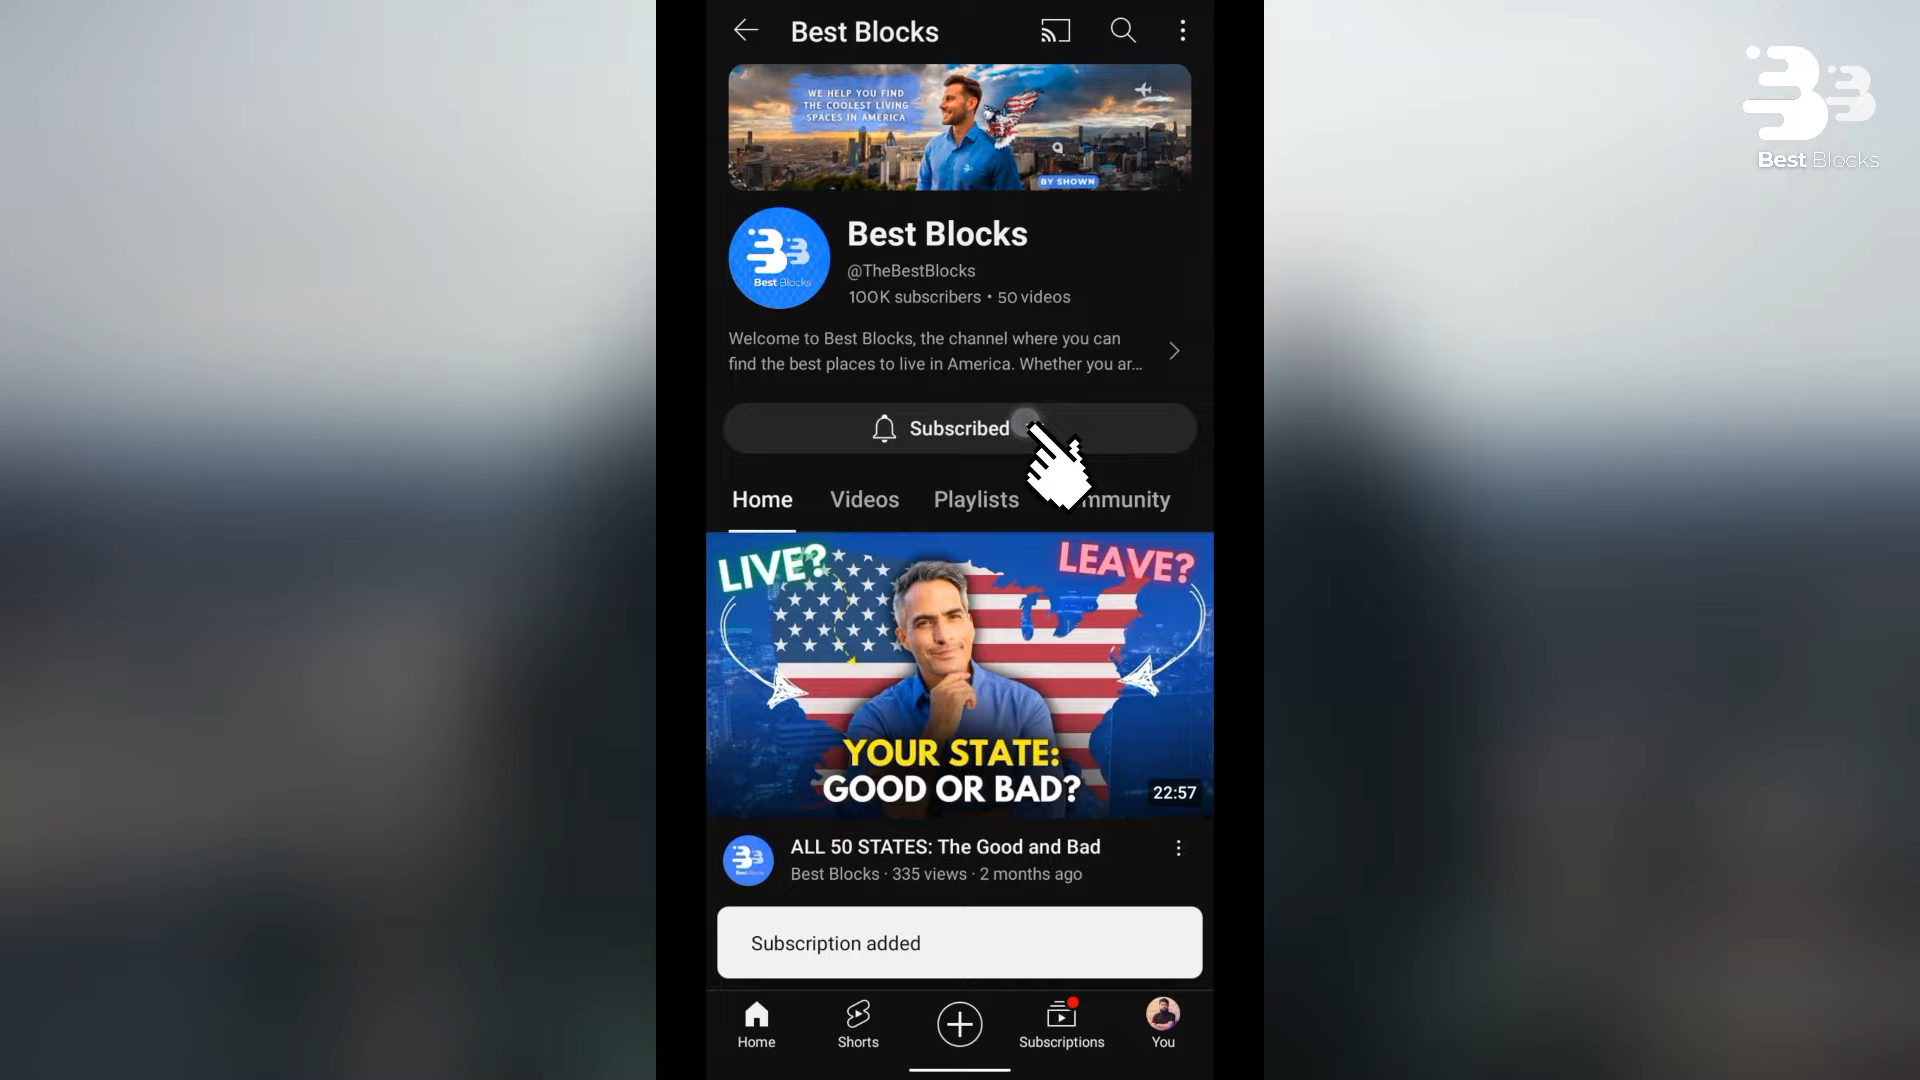 Best Blocks
WE HELP YOU FIND
THE COOLEST LIVING
SPACES IN AMERICA
BY SHOWN
Best Blocks
Best Blocks
Best Blocks
@TheBestBlocks
100K subscribers • 50 videos
Welcome to Best Blocks, the channel where you can
find the best places to live in America. Whether you ar...
Subscribed
Home Videos Playlists mmunity
LIVE? LEAVE?
YOUR STATE:
GOOD OR BAD?
22:57
ALL 50 STATES: The Good and Bad
Best Blocks · 335 views · 2 months ago
Best Blocks
Subscription added
Home Shorts Subscriptions You